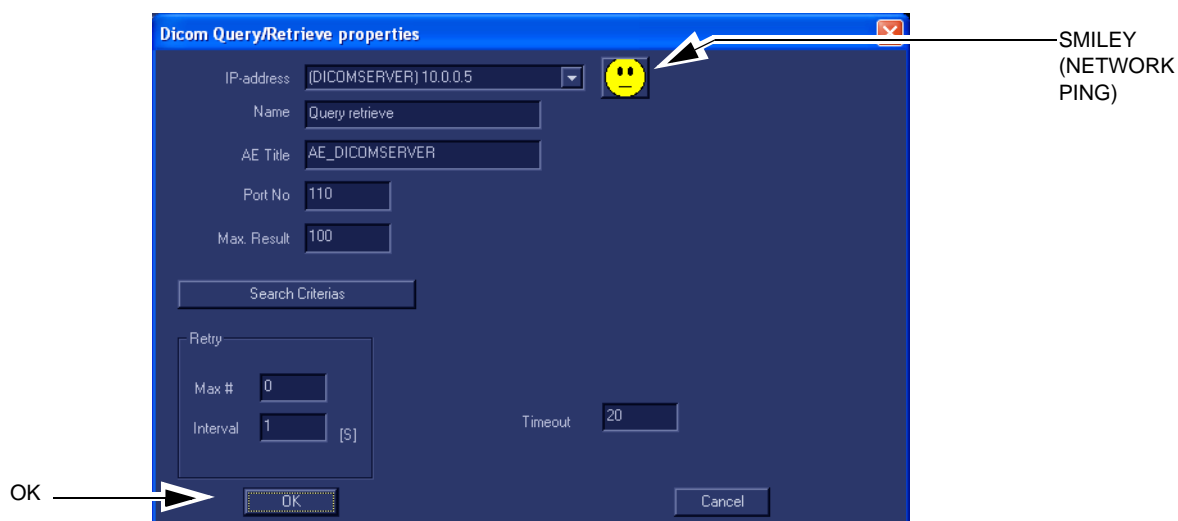 Dicom Query/Retrieve properties
SMILEY
(NETWORK
PING)
IP-address (DICOMSERVER) 10.0.0.5
Name Query retrieve
AE Title AE_DICOMSERVER
Port No 110
Max. Result 100
Search Criterias
Retry
Max # 0
Interval 1 [S]
Timeout 20
OK
OK
Cancel